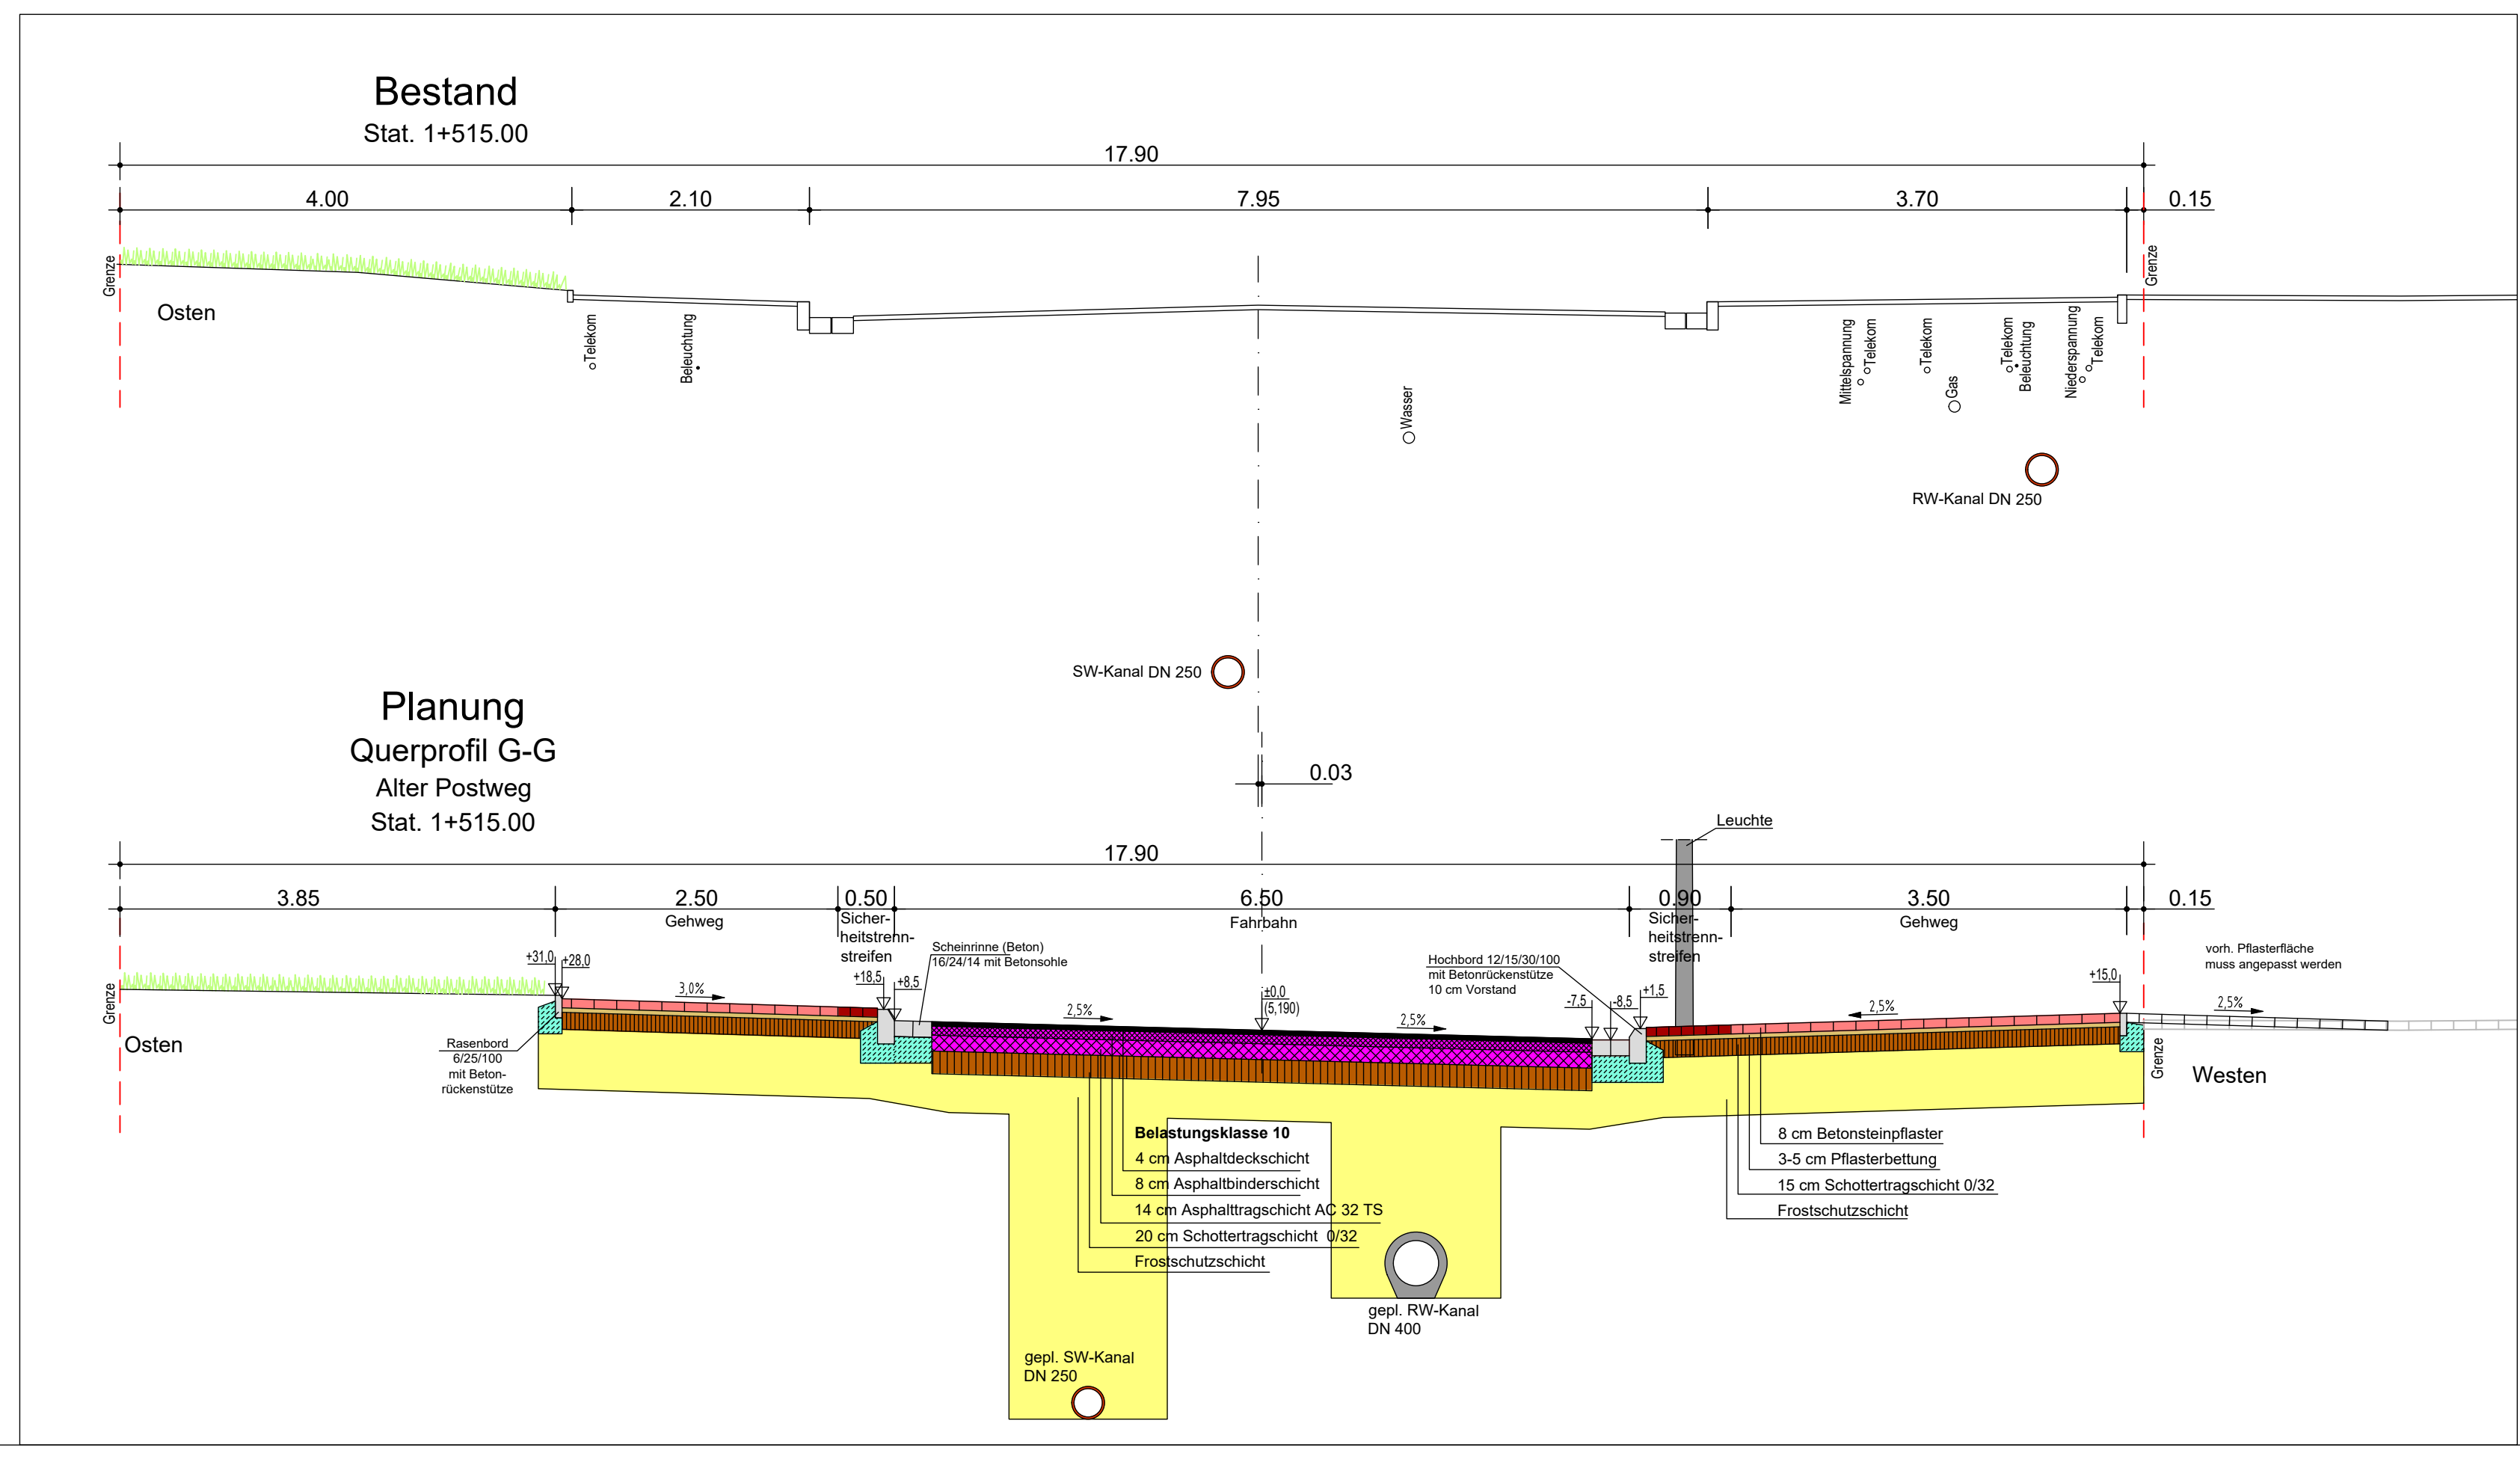 Bestand
Stat. 1+515.00
17.90
4.00
2.10
7.95
3.70
0.15
Grenze
Grenze
Osten
Telekom
Beleuchtung
Wasser
Mittelspannung
Telekom
Telekom
Gas
Telekom
Beleuchtung
Niederspannung
Telekom
RW-Kanal DN 250
SW-Kanal DN 250
Planung
Querprofil G-G
Alter Postweg
Stat. 1+515.00
0.03
Leuchte
17.90
3.85
2.50
0.50
6.50
0.90
3.50
0.15
Gehweg
Sicher-
heitstrenn-
streifen
Fahrbahn
Sicher-
heitstrenn-
streifen
Gehweg
+31,0
+28,0
+18,5
+8,5
Scheinrinne (Beton)
16/24/14 mit Betonsohle
±0,0
(5,190)
Hochbord 12/15/30/100
mit Betonrückenstütze
10 cm Vorstand
-7,5
-8,5
+1,5
+15,0
vorh. Pflasterfläche
muss angepasst werden
Grenze
3,0%
2,5%
2,5%
2,5%
2,5%
Osten
Rasenbord
6/25/100
mit Beton-
rückenstütze
Grenze
Westen
Belastungsklasse 10
4 cm Asphaltdeckschicht
8 cm Asphaltbinderschicht
14 cm Asphalttragschicht AC 32 TS
20 cm Schottertragschicht 0/32
Frostschutzschicht
8 cm Betonsteinpflaster
3-5 cm Pflasterbettung
15 cm Schottertragschicht 0/32
Frostschutzschicht
gepl. RW-Kanal
DN 400
gepl. SW-Kanal
DN 250